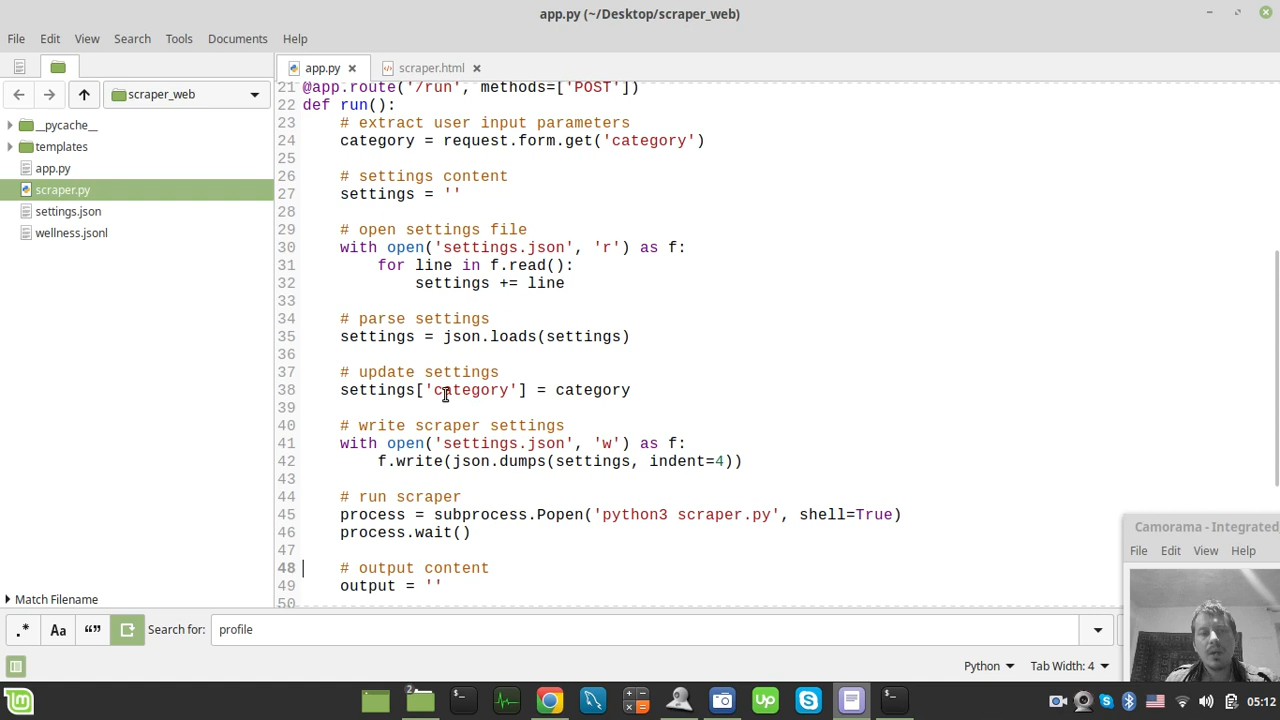 app.py (~/Desktop/scraper_web)
File Edit View Search Tools Documents Help
app.py
scraper.html
scraper_web
__pycache__
templates
app.py
scraper.py
settings.json
wellness.jsonl
Match Filename
21 @app.route('/run', methods=['POST'])
22 def run():
23 # extract user input parameters
24 category = request.form.get('category')
25
26 # settings content
27 settings = ''
28
29 # open settings file
30 with open('settings.json', 'r') as f:
31 for line in f.read():
32 settings += line
33
34 # parse settings
35 settings = json.loads(settings)
36
37 # update settings
38 settings['category'] = category
39
40 # write scraper settings
41 with open('settings.json', 'w') as f:
42 f.write(json.dumps(settings, indent=4))
43
44 # run scraper
45 process = subprocess.Popen('python3 scraper.py', shell=True)
46 process.wait()
47
48 # output content
49 output = ''
50
Camorama - Integrated
File Edit View Help
.* Aa “” Search for: profile
Python Tab Width: 4
Up
05:12